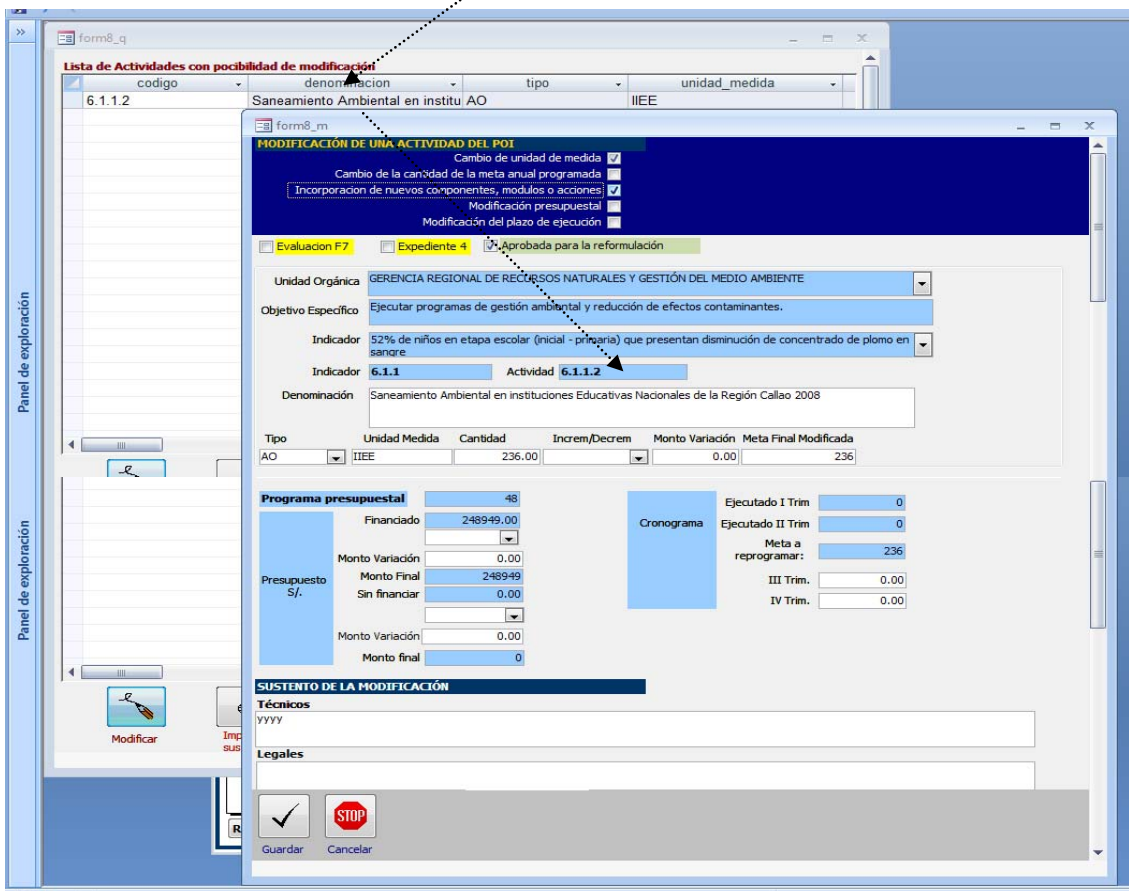 »
form8_q
Lista de Actividades con pocibilidad de modificación
codigo denominacion tipo unidad_medida
6.1.1.2 Saneamiento Ambiental en institu AO IIEE
form8_m
MODIFICACIÓN DE UNA ACTIVIDAD DEL POI
Cambio de unidad de medida
Cambio de la cantidad de la meta anual programada
Incorporacion de nuevos componentes, modulos o acciones
Modificación presupuestal
Modificación del plazo de ejecución
Evaluacion F7 Expediente 4 Aprobada para la reformulación
Unidad Orgánica GERENCIA REGIONAL DE RECURSOS NATURALES Y GESTIÓN DEL MEDIO AMBIENTE
Objetivo Específico Ejecutar programas de gestión ambiental y reducción de efectos contaminantes.
Indicador 52% de niños en etapa escolar (inicial - primaria) que presentan disminución de concentrado de plomo en
sangre
Indicador 6.1.1 Actividad 6.1.1.2
Denominación Saneamiento Ambiental en instituciones Educativas Nacionales de la Región Callao 2008
Tipo Unidad Medida Cantidad Increm/Decrem Monto Variación Meta Final Modificada
AO IIEE 236.00 0.00 236
Programa presupuestal 48
Financiado 248949.00
Monto Variación 0.00
Presupuesto S/.
Monto Final 248949
Sin financiar 0.00
Monto Variación 0.00
Monto final 0
Cronograma
Ejecutado I Trim 0
Ejecutado II Trim 0
Meta a
reprogramar: 236
III Trim. 0.00
IV Trim. 0.00
SUSTENTO DE LA MODIFICACIÓN
Técnicos
yyyy
Legales
STOP
Guardar Cancelar
Modificar
Imp
sus
R
Panel de exploración
Panel de exploración